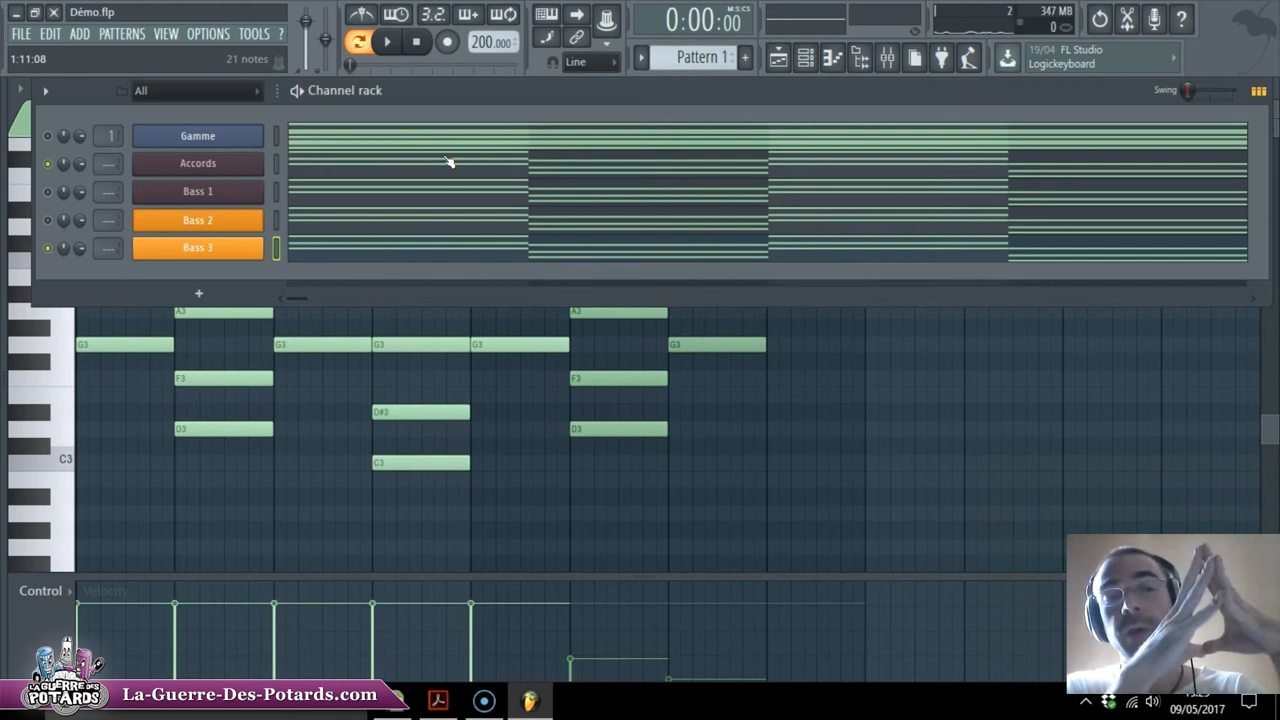 Démo.flp
FILE EDIT ADD PATTERNS VIEW OPTIONS TOOLS ?
1:11:08 21 notes
3.2.
200.000
Line
0:00:00
M:S:CS
Pattern 1
2 347 MB
0
19/04 FL Studio
Logickeyboard
All
Channel rack
Swing
1 Gamme
Accords
Bass 1
Bass 2
Bass 3
+
A3 A3
G3 G3 G3 G3 G3
F3 F3
D#3
D3 D3
C3 C3
Control Velocity
LA GUERRE DES
POTARDS
La-Guerre-Des-Potards.com
09/05/2017